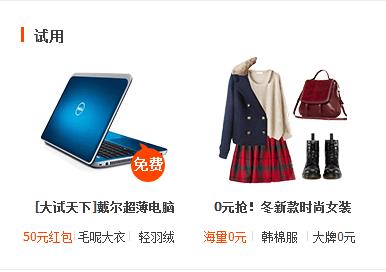 试用
DELL
免费
[大试天下]戴尔超薄电脑
0元抢！冬新款时尚女装
50元红包 毛呢大衣 轻羽绒
海量0元 韩棉服 大牌0元